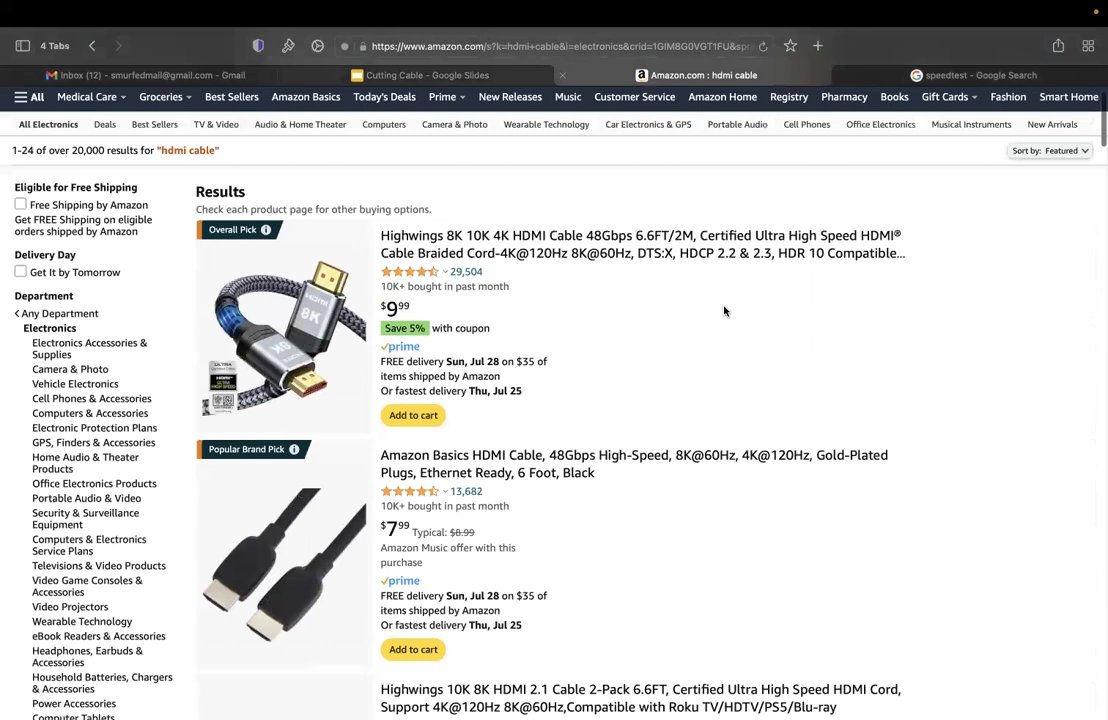 4 Tabs
https://www.amazon.com/s?k=hdmi+cable&i=electronics&crid=1GIM8G0VGT1FU&spr
Inbox (12) – smurfedmail@gmail.com – Gmail
Cutting Cable – Google Slides
Amazon.com : hdmi cable
speedtest – Google Search
All Medical Care Groceries Best Sellers Amazon Basics Today's Deals Prime New Releases Music Customer Service Amazon Home Registry Pharmacy Books Gift Cards Fashion Smart Home
All Electronics Deals Best Sellers TV & Video Audio & Home Theater Computers Camera & Photo Wearable Technology Car Electronics & GPS Portable Audio Cell Phones Office Electronics Musical Instruments New Arrivals
1-24 of over 20,000 results for "hdmi cable"
Sort by: Featured
Eligible for Free Shipping
Free Shipping by Amazon
Get FREE Shipping on eligible
orders shipped by Amazon
Delivery Day
Get It by Tomorrow
Department
Any Department
Electronics
Electronics Accessories &
Supplies
Camera & Photo
Vehicle Electronics
Cell Phones & Accessories
Computers & Accessories
Electronic Protection Plans
GPS, Finders & Accessories
Home Audio & Theater
Products
Office Electronics Products
Portable Audio & Video
Security & Surveillance
Equipment
Computers & Electronics
Service Plans
Televisions & Video Products
Video Game Consoles &
Accessories
Video Projectors
Wearable Technology
eBook Readers & Accessories
Headphones, Earbuds &
Accessories
Household Batteries, Chargers
& Accessories
Power Accessories
Computer Tablets
Results
Check each product page for other buying options.
Overall Pick
HDMI
8K
8K
ULTRA
Highwings 8K 10K 4K HDMI Cable 48Gbps 6.6FT/2M, Certified Ultra High Speed HDMI®
Cable Braided Cord-4K@120Hz 8K@60Hz, DTS:X, HDCP 2.2 & 2.3, HDR 10 Compatible...
29,504
10K+ bought in past month
$9.99
Save 5% with coupon
prime
FREE delivery Sun, Jul 28 on $35 of
items shipped by Amazon
Or fastest delivery Thu, Jul 25
Add to cart
Popular Brand Pick
Amazon Basics HDMI Cable, 48Gbps High-Speed, 8K@60Hz, 4K@120Hz, Gold-Plated
Plugs, Ethernet Ready, 6 Foot, Black
13,682
10K+ bought in past month
$7.99 Typical: $8.99
Amazon Music offer with this
purchase
prime
FREE delivery Sun, Jul 28 on $35 of
items shipped by Amazon
Or fastest delivery Thu, Jul 25
Add to cart
Highwings 10K 8K HDMI 2.1 Cable 2-Pack 6.6FT, Certified Ultra High Speed HDMI Cord,
Support 4K@120Hz 8K@60Hz,Compatible with Roku TV/HDTV/PS5/Blu-ray